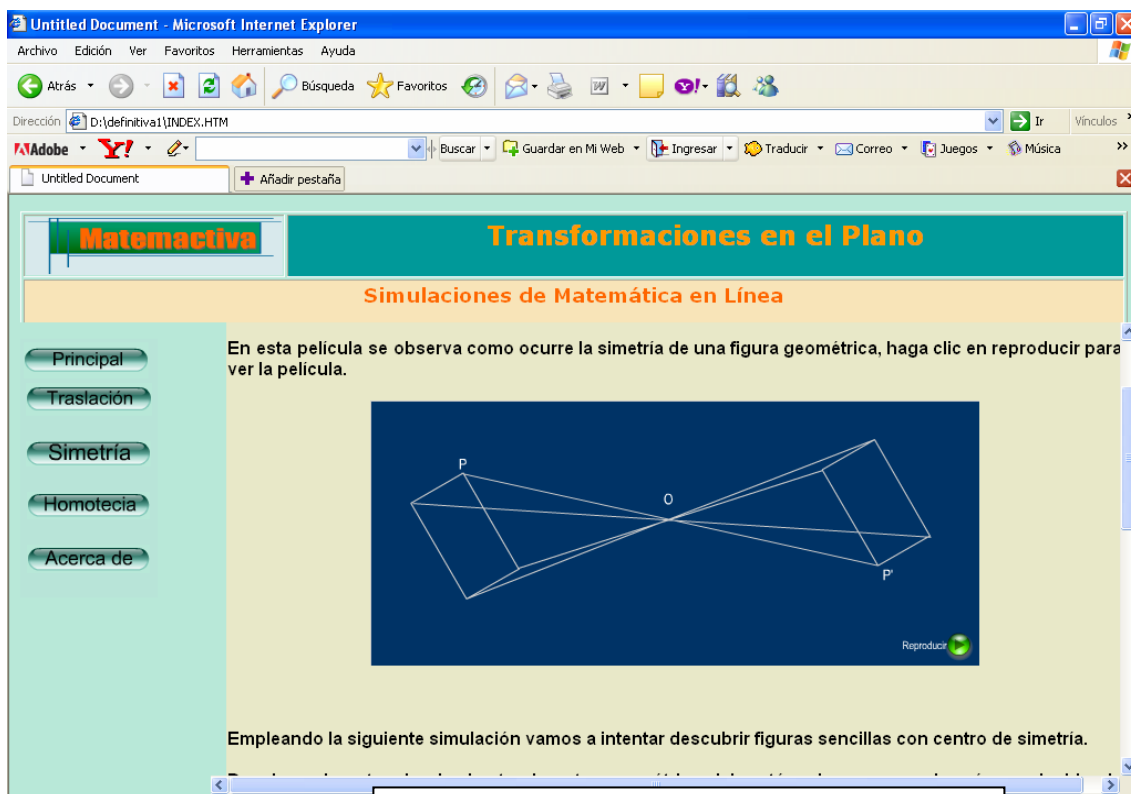 Untitled Document - Microsoft Internet Explorer
Archivo Edición Ver Favoritos Herramientas Ayuda
Atrás Búsqueda Favoritos
Dirección D:\definitiva1\INDEX.HTM Ir Vínculos
Adobe Y! Buscar Guardar en Mi Web Ingresar Traducir Correo Juegos Música »
Untitled Document Añadir pestaña
Matemactiva
Transformaciones en el Plano
Simulaciones de Matemática en Línea
Principal
Traslación
Simetría
Homotecia
Acerca de
En esta película se observa como ocurre la simetría de una figura geométrica, haga clic en reproducir para
ver la película.
P
O
P'
Reproducir
Empleando la siguiente simulación vamos a intentar descubrir figuras sencillas con centro de simetría.